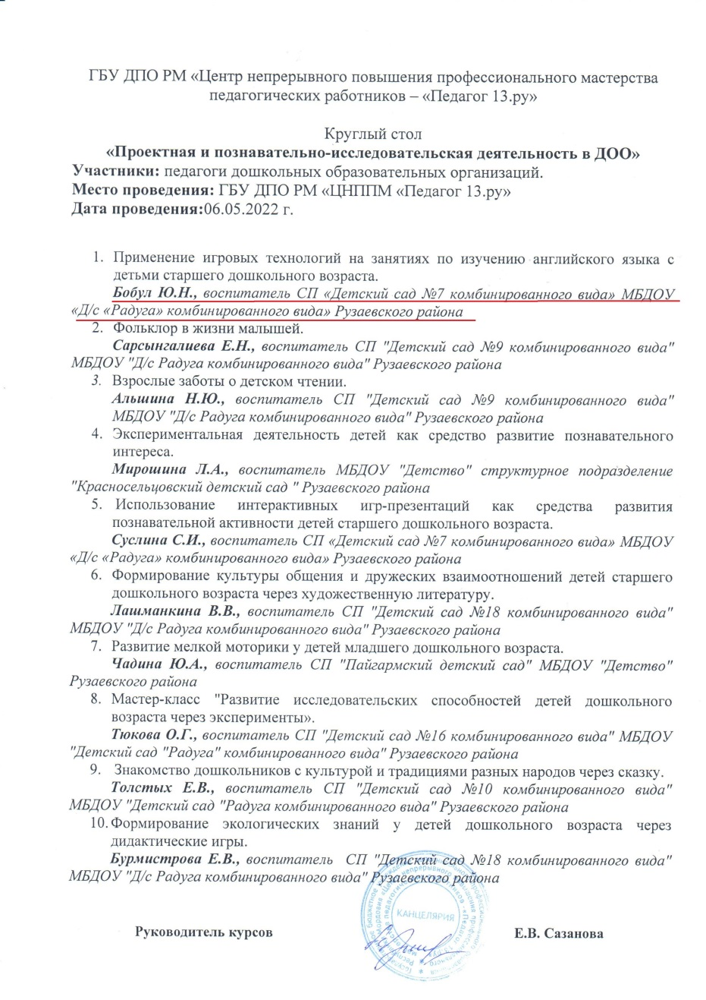 ГБУ ДПО РМ «Центр непрерывного повышения профессионального мастерства
педагогических работников – «Педагог 13.ру»
Круглый стол
«Проектная и познавательно-исследовательская деятельность в ДОО»
Участники: педагоги дошкольных образовательных организаций.
Место проведения: ГБУ ДПО РМ «ЦНППМ «Педагог 13.ру»
Дата проведения:06.05.2022 г.
1. Применение игровых технологий на занятиях по изучению английского языка с
детьми старшего дошкольного возраста.
Бобул Ю.Н., воспитатель СП «Детский сад №7 комбинированного вида» МБДОУ
«Д/с «Радуга» комбинированного вида» Рузаевского района
2. Фольклор в жизни малышей.
Сарсынгалиева Е.Н., воспитатель СП "Детский сад №9 комбинированного вида"
МБДОУ "Д/с Радуга комбинированного вида" Рузаевского района
3. Взрослые заботы о детском чтении.
Альшина Н.Ю., воспитатель СП "Детский сад №9 комбинированного вида"
МБДОУ "Д/с Радуга комбинированного вида" Рузаевского района
4. Экспериментальная деятельность детей как средство развитие познавательного
интереса.
Мирошина Л.А., воспитатель МБДОУ "Детство" структурное подразделение
"Красносельцовский детский сад " Рузаевского района
5. Использование интерактивных игр-презентаций как средства развития
познавательной активности детей старшего дошкольного возраста.
Суслина С.И., воспитатель СП «Детский сад №7 комбинированного вида» МБДОУ
«Д/с «Радуга» комбинированного вида» Рузаевского района
6. Формирование культуры общения и дружеских взаимоотношений детей старшего
дошкольного возраста через художественную литературу.
Лашманкина В.В., воспитатель СП "Детский сад №18 комбинированного вида"
МБДОУ "Д/с Радуга комбинированного вида" Рузаевского района
7. Развитие мелкой моторики у детей младшего дошкольного возраста.
Чадина Ю.А., воспитатель СП "Пайгармский детский сад" МБДОУ "Детство"
Рузаевского района
8. Мастер-класс "Развитие исследовательских способностей детей дошкольного
возраста через эксперименты».
Тюкова О.Г., воспитатель СП "Детский сад №16 комбинированного вида" МБДОУ
"Детский сад "Радуга" комбинированного вида" Рузаевского района
9. Знакомство дошкольников с культурой и традициями разных народов через сказку.
Толстых Е.В., воспитатель СП "Детский сад №10 комбинированного вида"
МБДОУ "Детский сад "Радуга комбинированного вида" Рузаевского района
10. Формирование экологических знаний у детей дошкольного возраста через
дидактические игры.
Бурмистрова Е.В., воспитатель СП "Детский сад №18 комбинированного вида"
МБДОУ "Д/с Радуга комбинированного вида" Рузаевского района
КАНЦЕЛЯРИЯ
Руководитель курсов Е.В. Сазанова